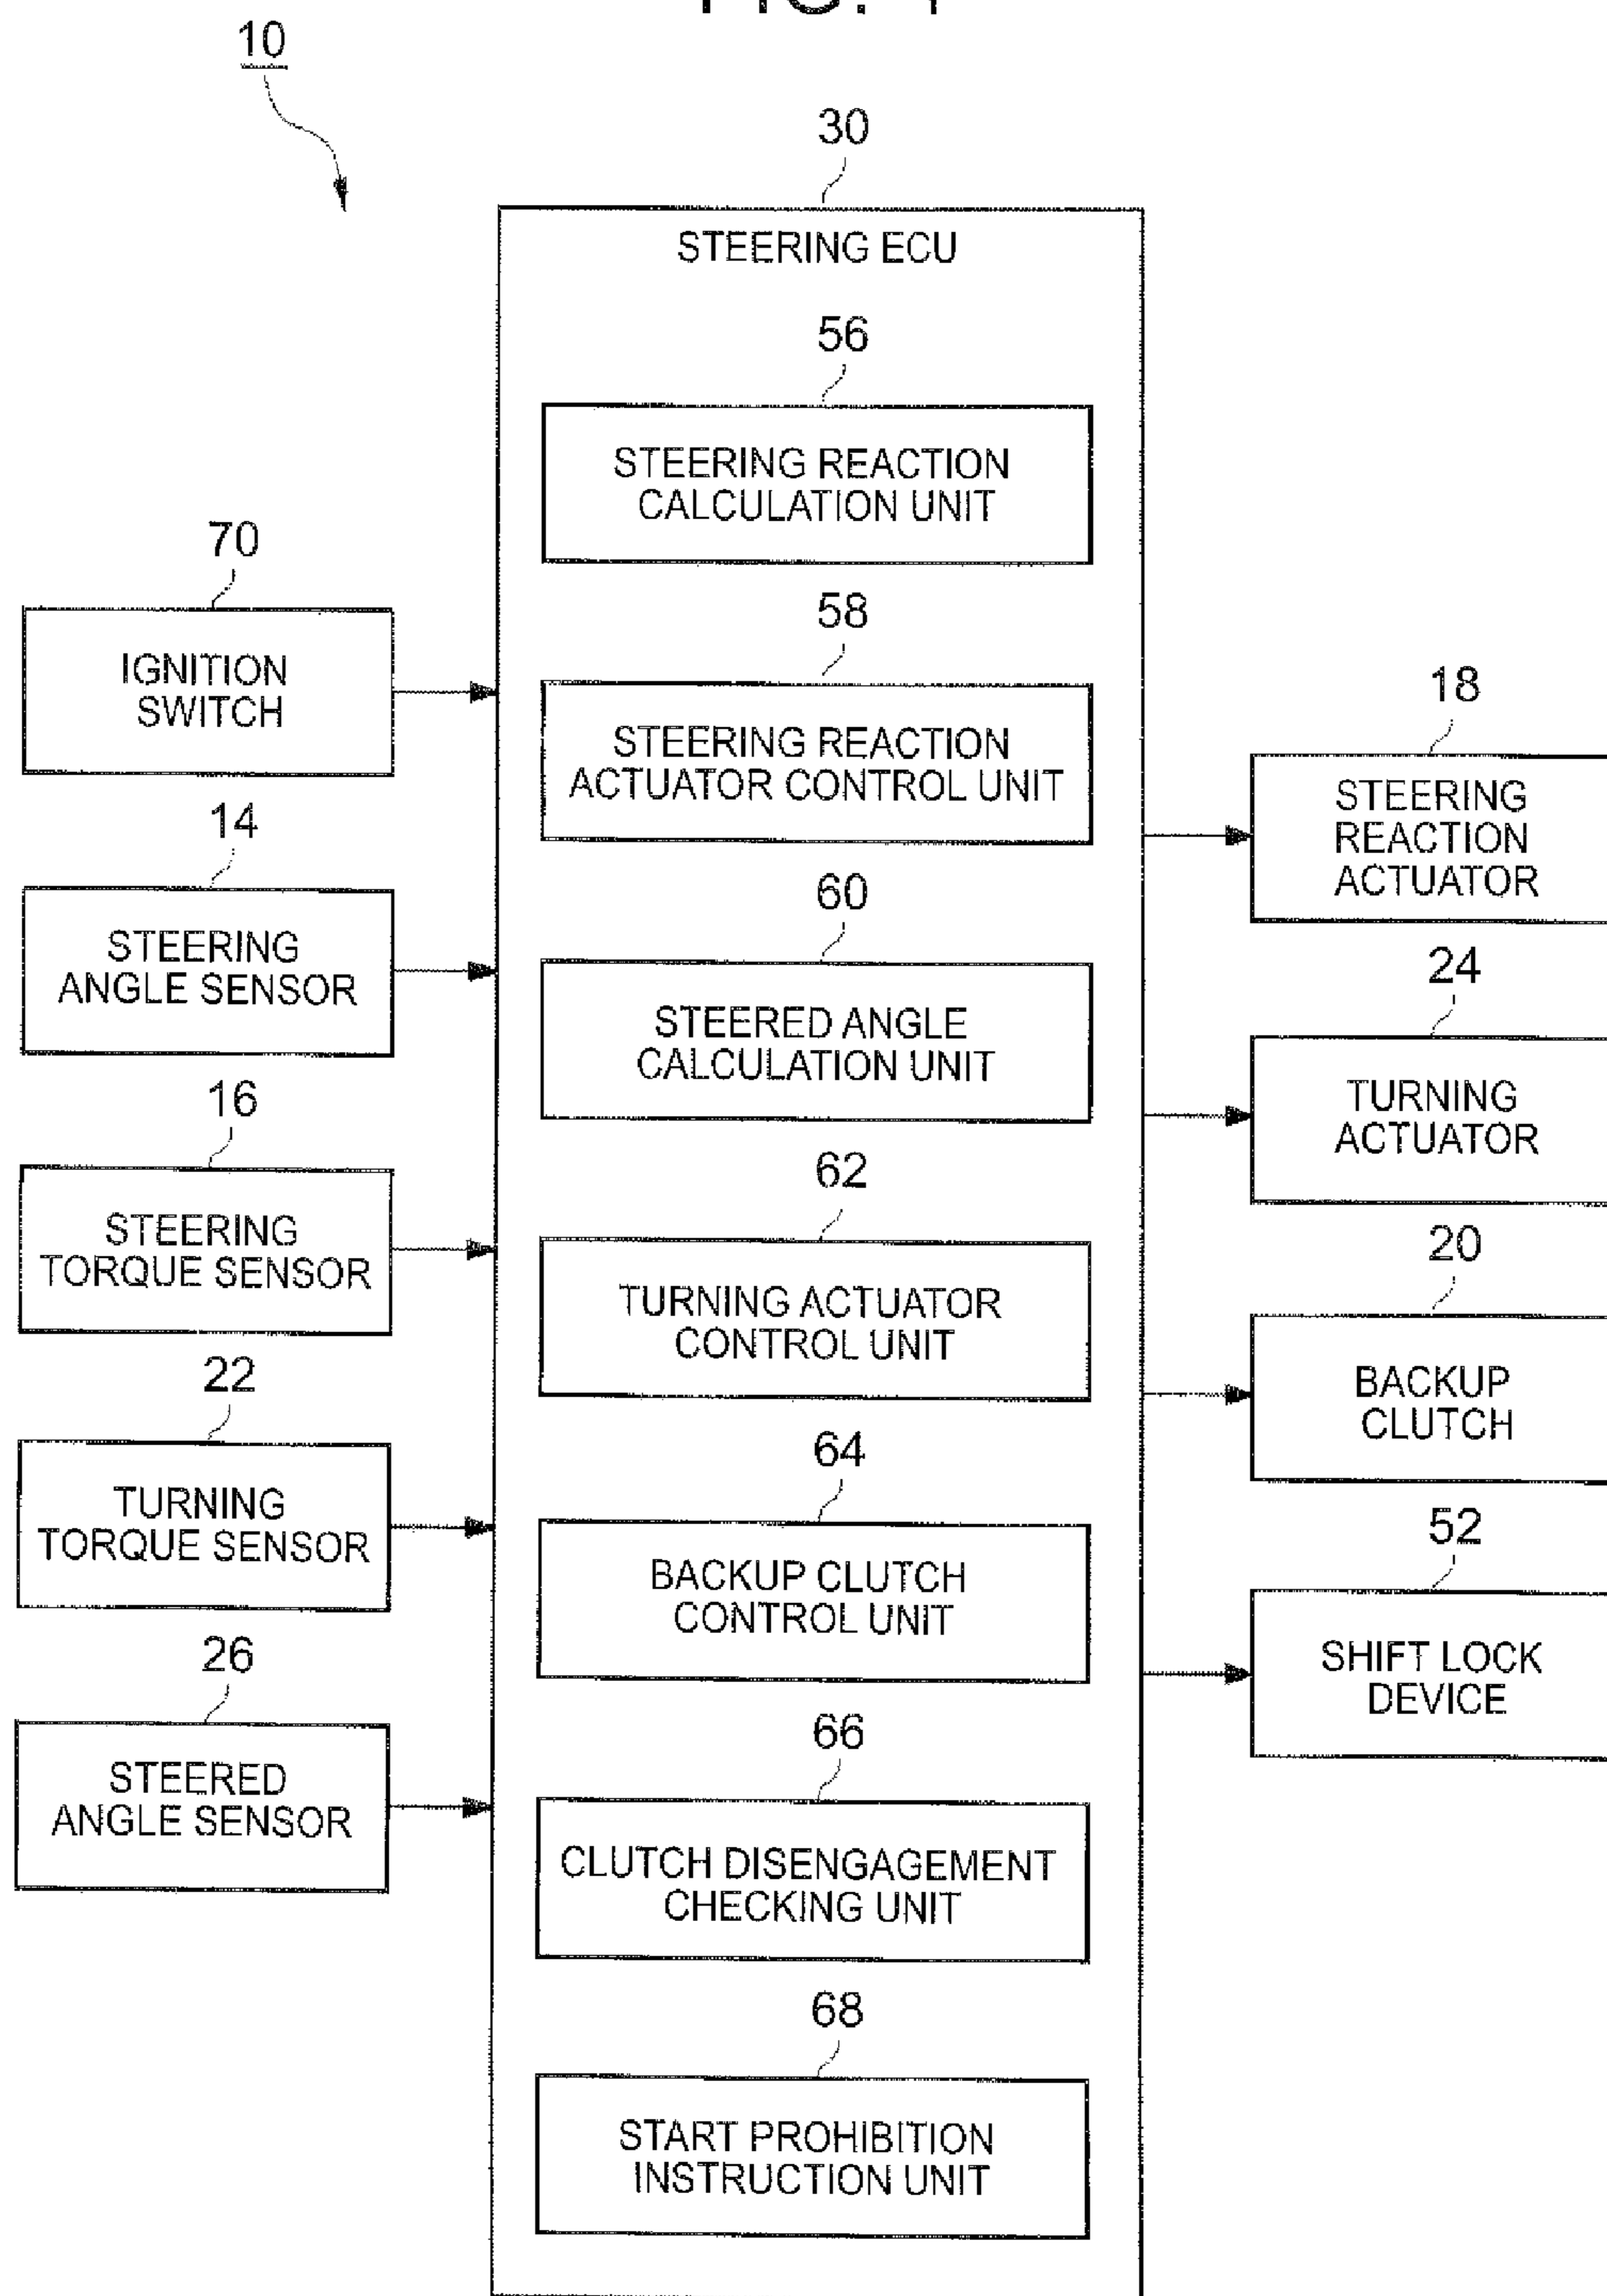 10
30
STEERING ECU
56
STEERING REACTION
CALCULATION UNIT
58
STEERING REACTION
ACTUATOR CONTROL UNIT
60
STEERED ANGLE
CALCULATION UNIT
62
TURNING ACTUATOR
CONTROL UNIT
64
BACKUP CLUTCH
CONTROL UNIT
66
CLUTCH DISENGAGEMENT
CHECKING UNIT
68
START PROHIBITION
INSTRUCTION UNIT
70
IGNITION
SWITCH
14
STEERING
ANGLE SENSOR
16
STEERING
TORQUE SENSOR
22
TURNING
TORQUE SENSOR
26
STEERED
ANGLE SENSOR
18
STEERING
REACTION
ACTUATOR
24
TURNING
ACTUATOR
20
BACKUP
CLUTCH
52
SHIFT LOCK
DEVICE